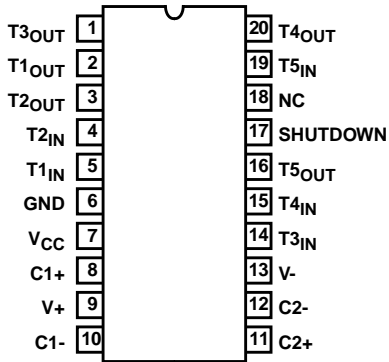 T3OUT 1 20 T4OUT
T1OUT 2 19 T5IN
T2OUT 3 18 NC
T2IN 4 17 SHUTDOWN
T1IN 5 16 T5OUT
GND 6 15 T4IN
VCC 7 14 T3IN
C1+ 8 13 V-
V+ 9 12 C2-
C1- 10 11 C2+